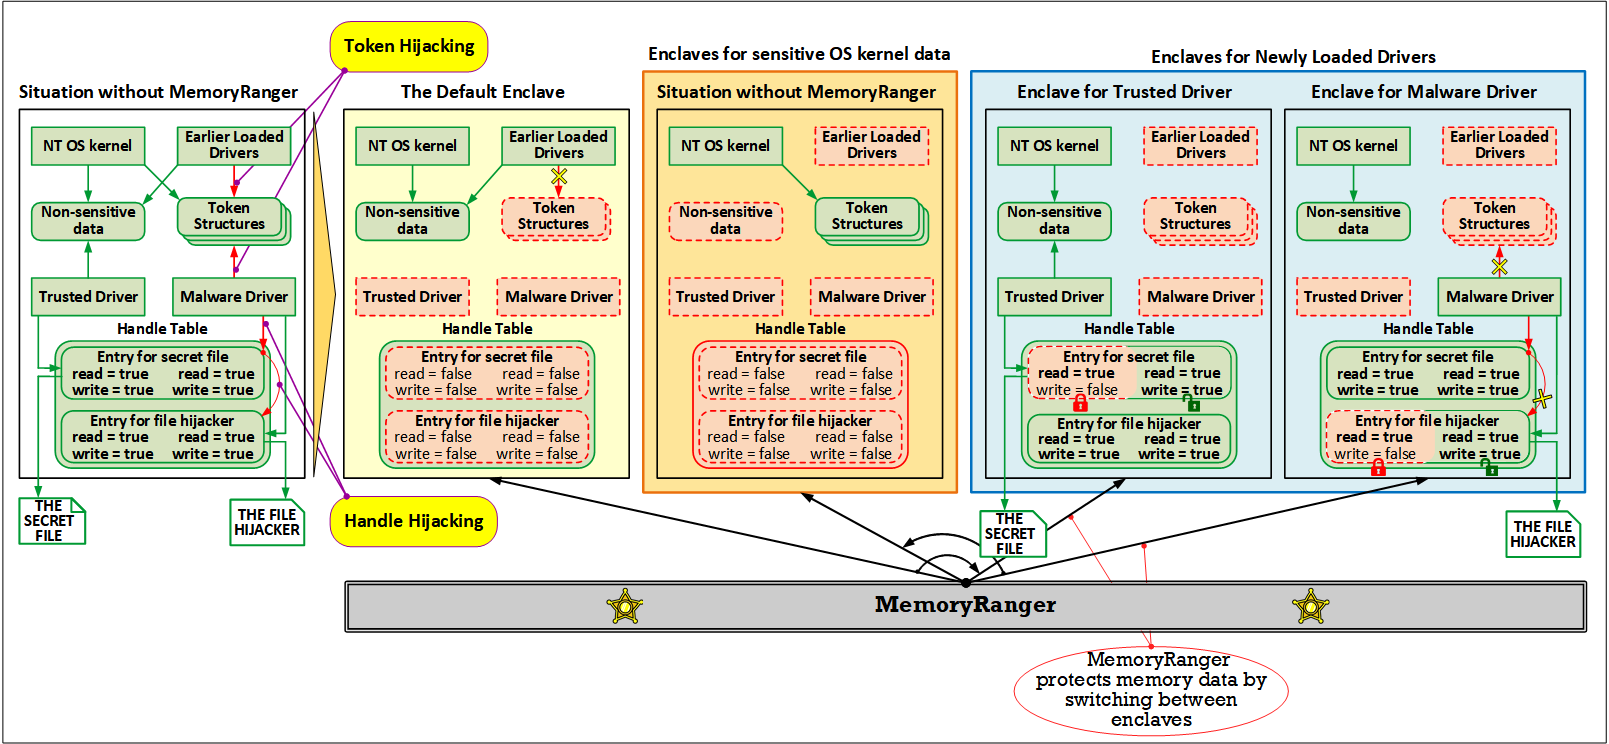 Token Hijacking
Enclaves for sensitive OS kernel data
Enclaves for Newly Loaded Drivers
Situation without MemoryRanger
NT OS kernel
Earlier Loaded
Drivers
Non-sensitive
data
Token
Structures
Trusted Driver
Malware Driver
Handle Table
Entry for secret file
read = true read = true
write = true write = true
Entry for file hijacker
read = true read = true
write = true write = true
THE
SECRET
FILE
THE FILE
HIJACKER
The Default Enclave
NT OS kernel
Earlier Loaded
Drivers
Non-sensitive
data
Token
Structures
Trusted Driver
Malware Driver
Handle Table
Entry for secret file
read = false read = false
write = false write = false
Entry for file hijacker
read = false read = false
write = false write = false
Handle Hijacking
Situation without MemoryRanger
NT OS kernel
Earlier Loaded
Drivers
Non-sensitive
data
Token
Structures
Trusted Driver
Malware Driver
Handle Table
Entry for secret file
read = false read = false
write = false write = false
Entry for file hijacker
read = false read = false
write = false write = false
Enclave for Trusted Driver
NT OS kernel
Earlier Loaded
Drivers
Non-sensitive
data
Token
Structures
Trusted Driver
Malware Driver
Handle Table
Entry for secret file
read = true read = true
write = false write = true
Entry for file hijacker
read = true read = true
write = true write = true
THE
SECRET
FILE
Enclave for Malware Driver
NT OS kernel
Earlier Loaded
Drivers
Non-sensitive
data
Token
Structures
Trusted Driver
Malware Driver
Handle Table
Entry for secret file
read = true read = true
write = true write = true
Entry for file hijacker
read = true read = true
write = false write = true
THE FILE
HIJACKER
MemoryRanger
MemoryRanger
protects memory data by
switching between
enclaves